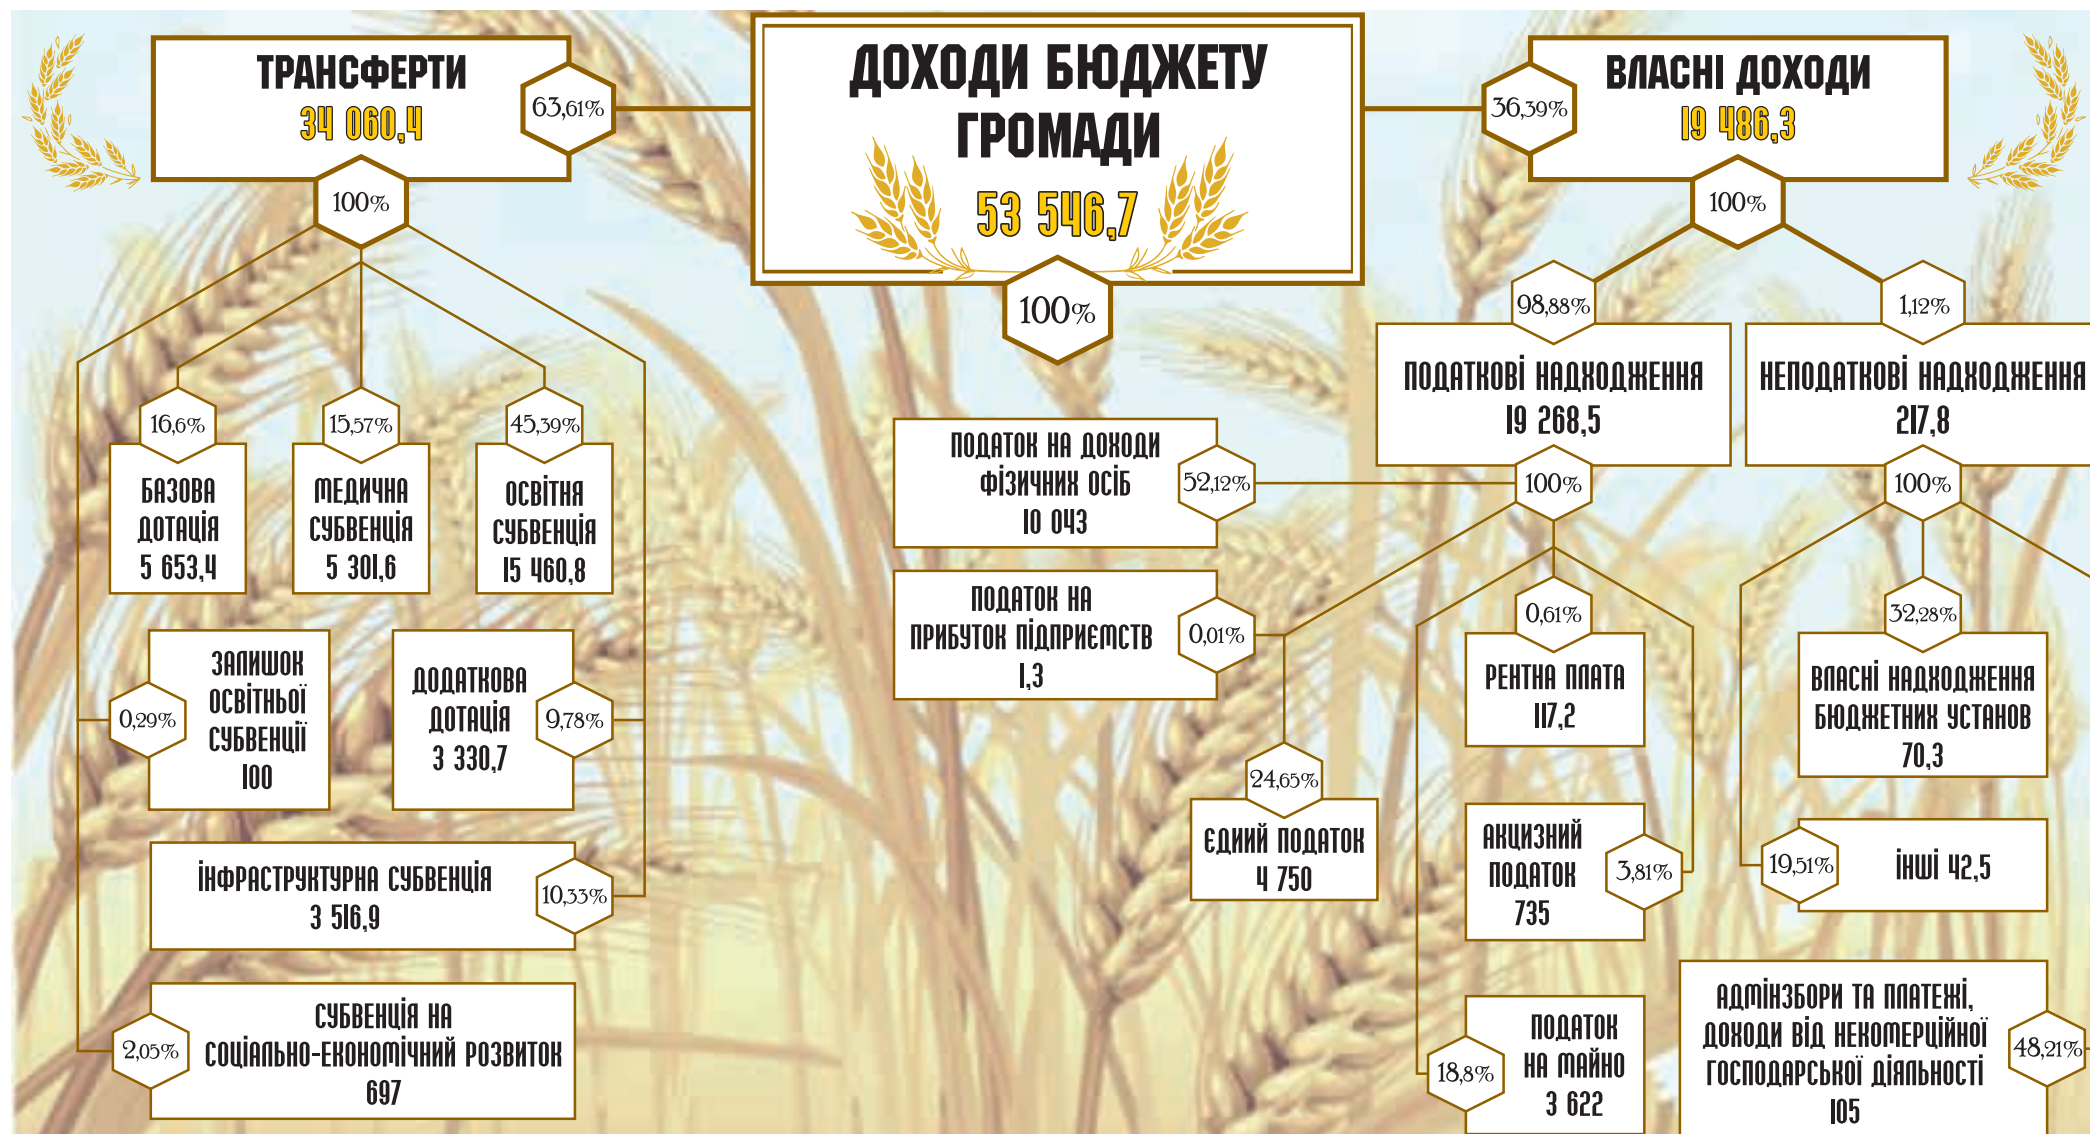 ТРАНСФЕРТИ
34 060,4
63,61%
100%
ДОХОДИ БЮДЖЕТУ
ГРОМАДИ
53 546,7
100%
ВЛАСНІ ДОХОДИ
19 486,3
36,39%
100%
16,6%
БАЗОВА
ДОТАЦІЯ
5 653,4
15,57%
МЕДИЧНА
СУБВЕНЦІЯ
5 301,6
45,39%
ОСВІТНЯ
СУБВЕНЦІЯ
15 460,8
0,29%
ЗАЛИШОК
ОСВІТНЬОЇ
СУБВЕНЦІЇ
100
ДОДАТКОВА
ДОТАЦІЯ
3 330,7
9,78%
ІНФРАСТРУКТУРНА СУБВЕНЦІЯ
3 516,9
10,33%
2,05%
СУБВЕНЦІЯ НА
СОЦІАЛЬНО-ЕКОНОМІЧНИЙ РОЗВИТОК
697
98,88%
ПОДАТКОВІ НАДХОДЖЕННЯ
19 268,5
100%
1,12%
НЕПОДАТКОВІ НАДХОДЖЕННЯ
217,8
100%
ПОДАТОК НА ДОХОДИ
ФІЗИЧНИХ ОСІБ
10 043
52,12%
ПОДАТОК НА
ПРИБУТОК ПІДПРИЄМСТВ
1,3
0,01%
24,65%
ЄДИИЙ ПОДАТОК
4 750
0,61%
РЕНТНА ПЛАТА
117,2
АКЦИЗНИЙ
ПОДАТОК
735
3,81%
18,8%
ПОДАТОК
НА МАЙНО
3 622
32,28%
ВЛАСНІ НАДХОДЖЕННЯ
БЮДЖЕТНИХ УСТАНОВ
70,3
19,51%
ІНШІ 42,5
АДМІНЗБОРИ ТА ПЛАТЕЖІ,
ДОХОДИ ВІД НЕКОМЕРЦІЙНОЇ
ГОСПОДАРСЬКОЇ ДІЯЛЬНОСТІ
105
48,21%